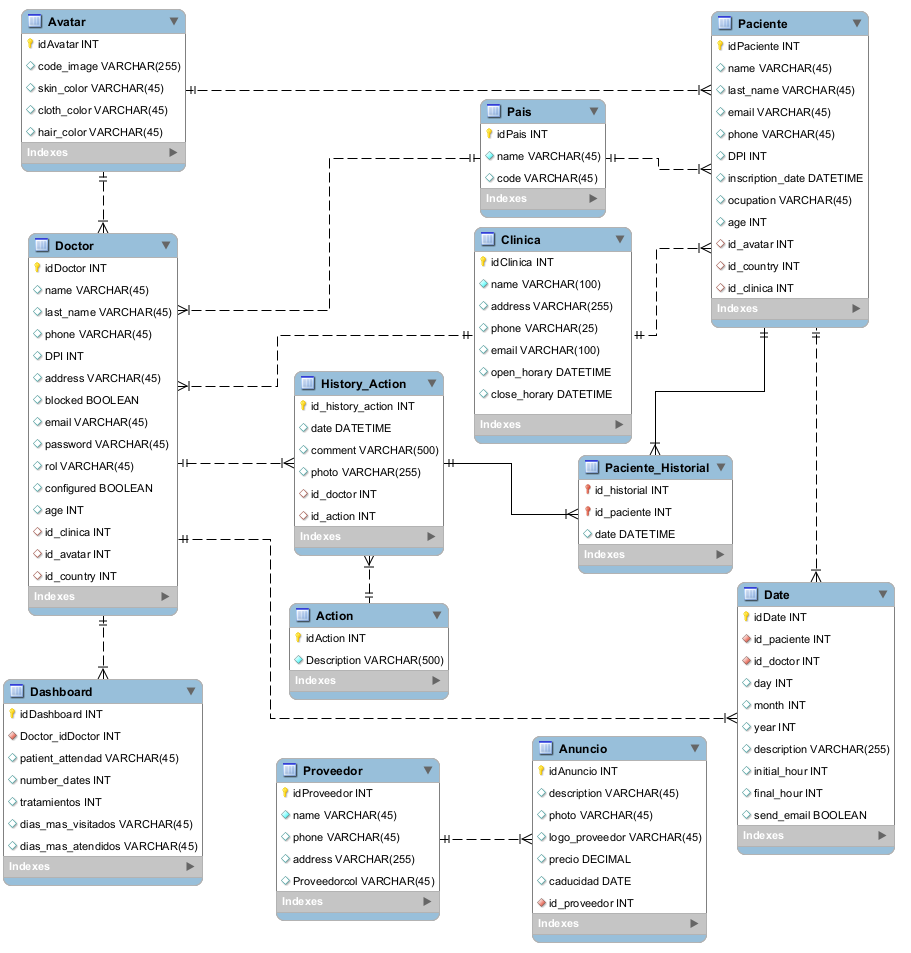 Avatar
idAvatar INT
code_image VARCHAR(255)
skin_color VARCHAR(45)
cloth_color VARCHAR(45)
hair_color VARCHAR(45)
Indexes
Paciente
idPaciente INT
name VARCHAR(45)
last_name VARCHAR(45)
email VARCHAR(45)
phone VARCHAR(45)
DPI INT
inscription_date DATETIME
ocupation VARCHAR(45)
age INT
id_avatar INT
id_country INT
id_clinica INT
Indexes
Pais
idPais INT
name VARCHAR(45)
code VARCHAR(45)
Indexes
Clinica
idClinica INT
name VARCHAR(100)
address VARCHAR(255)
phone VARCHAR(25)
email VARCHAR(100)
open_horary DATETIME
close_horary DATETIME
Indexes
Doctor
idDoctor INT
name VARCHAR(45)
last_name VARCHAR(45)
phone VARCHAR(45)
DPI INT
address VARCHAR(45)
blocked BOOLEAN
email VARCHAR(45)
password VARCHAR(45)
rol VARCHAR(45)
configured BOOLEAN
age INT
id_clinica INT
id_avatar INT
id_country INT
Indexes
History_Action
id_history_action INT
date DATETIME
comment VARCHAR(500)
photo VARCHAR(255)
id_doctor INT
id_action INT
Indexes
Paciente_Historial
id_historial INT
id_paciente INT
date DATETIME
Indexes
Action
idAction INT
Description VARCHAR(500)
Indexes
Date
idDate INT
id_paciente INT
id_doctor INT
day INT
month INT
year INT
description VARCHAR(255)
initial_hour INT
final_hour INT
send_email BOOLEAN
Indexes
Dashboard
idDashboard INT
Doctor_idDoctor INT
patient_attendad VARCHAR(45)
number_dates INT
tratamientos INT
dias_mas_visitados VARCHAR(45)
dias_mas_atendidos VARCHAR(45)
Indexes
Proveedor
idProveedor INT
name VARCHAR(45)
phone VARCHAR(45)
address VARCHAR(255)
Proveedorcol VARCHAR(45)
Indexes
Anuncio
idAnuncio INT
description VARCHAR(45)
photo VARCHAR(45)
logo_proveedor VARCHAR(45)
precio DECIMAL
caducidad DATE
id_proveedor INT
Indexes